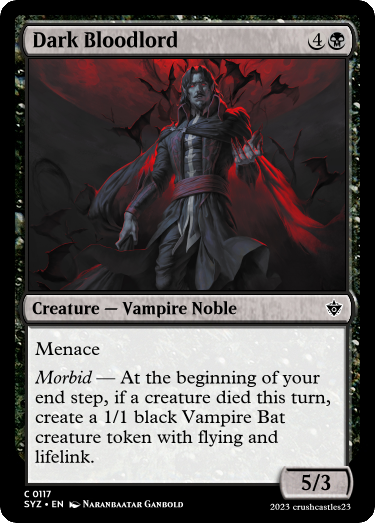 Dark Bloodlord 4
Creature — Vampire Noble
Menace
Morbid — At the beginning of your
end step, if a creature died this turn,
create a 1/1 black Vampire Bat
creature token with flying and
lifelink.
5/3
C 0117
SYZ • EN Naranbaatar Ganbold
2023 crushcastles23